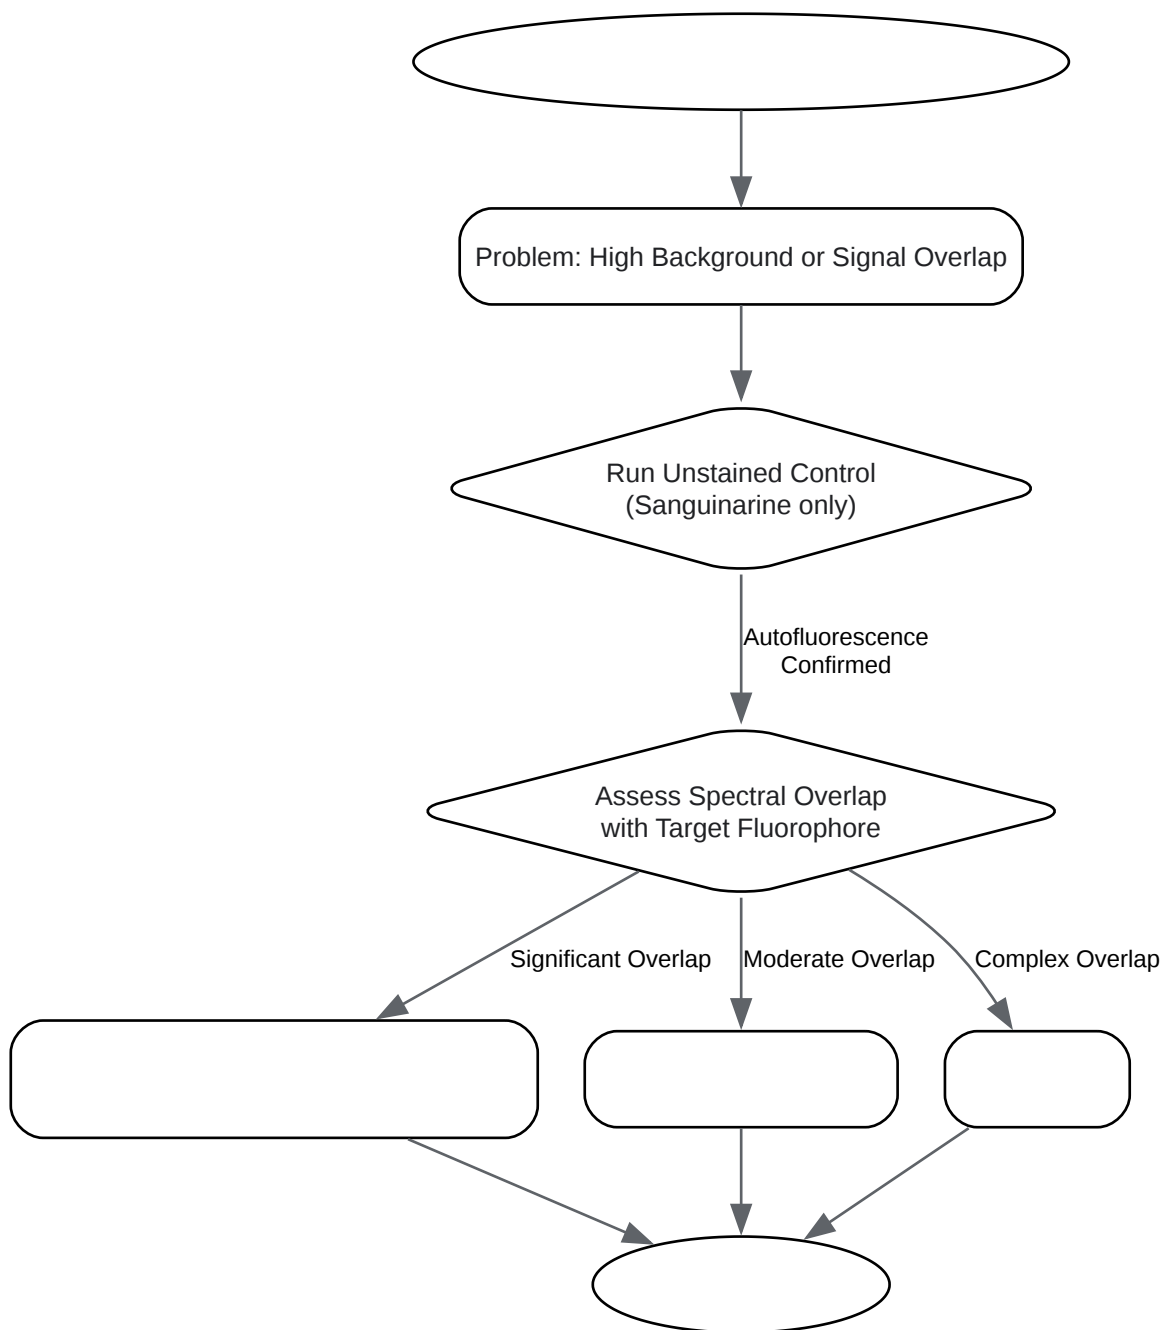 Problem: High Background or Signal Overlap
Run Unstained Control
(Sanguinarine only)
Autofluorescence
Confirmed
Assess Spectral Overlap
with Target Fluorophore
Significant Overlap
Moderate Overlap
Complex Overlap